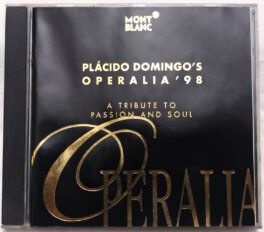 MONT
BLANC
PLÁCIDO DOMINGO'S
OPERALIA '98
A TRIBUTE TO
PASSION AND SOUL
OPERALIA